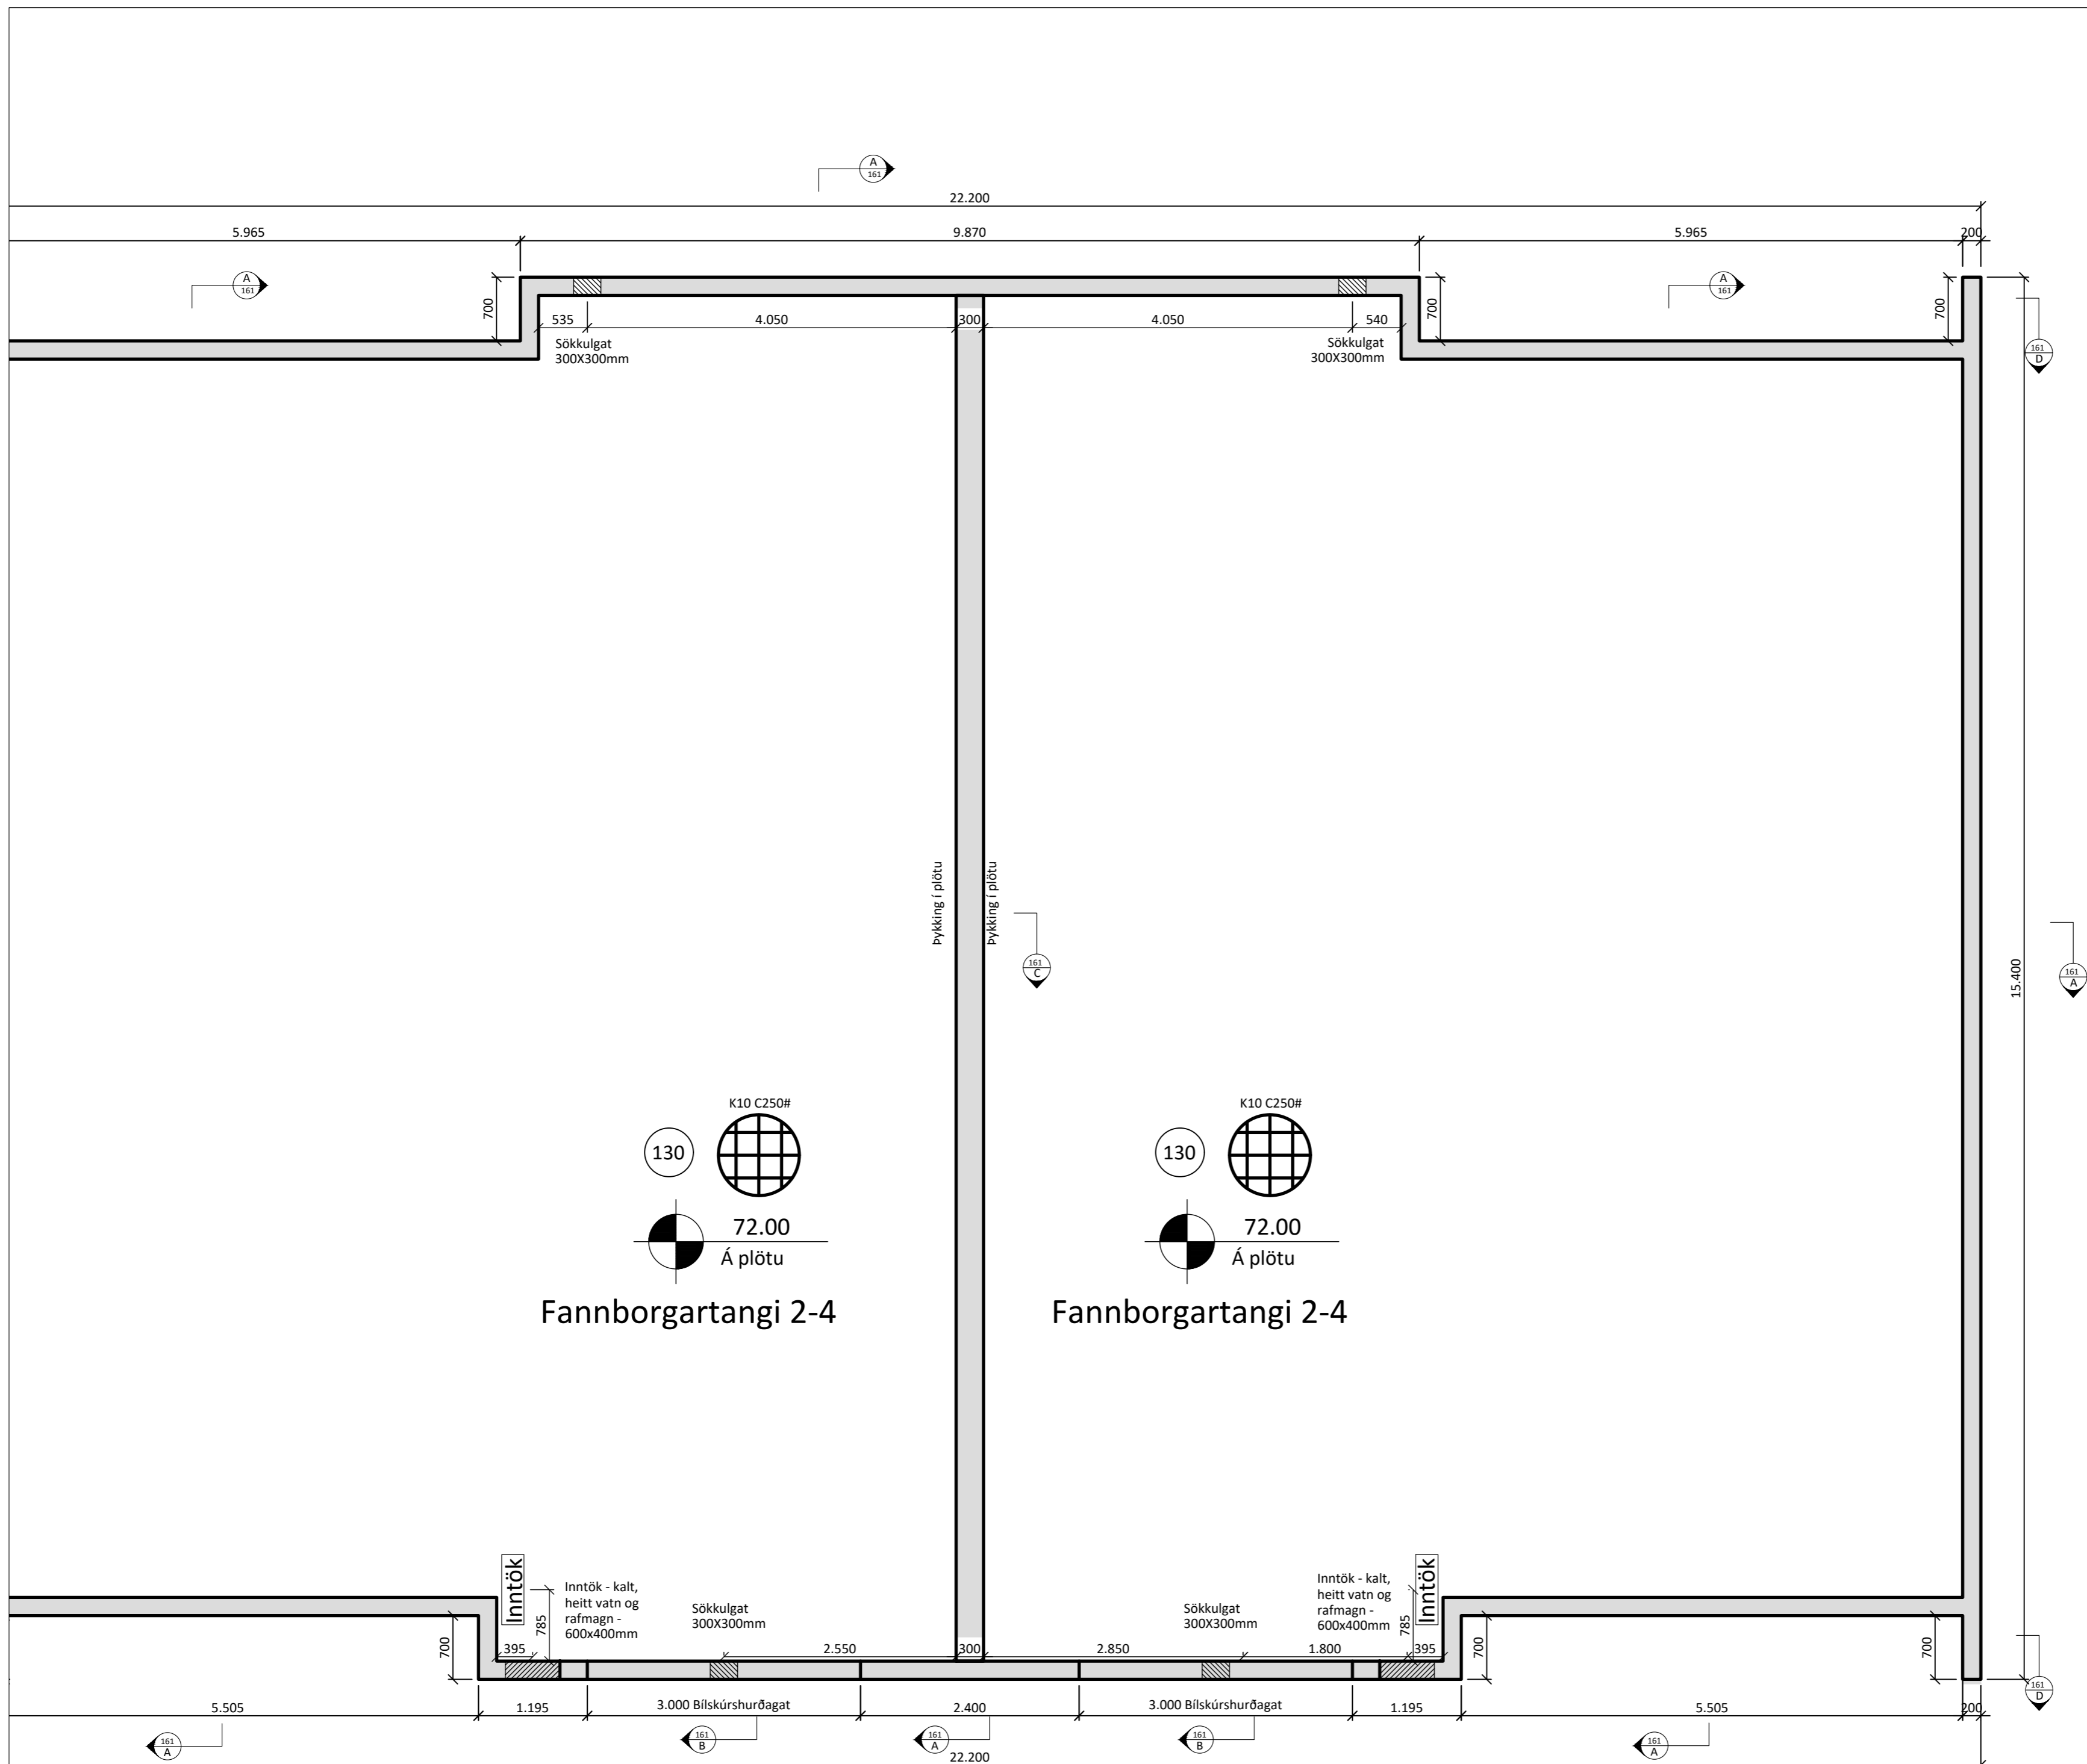 A
161
22.200
5.965
9.870
5.965
200
A
161
A
161
700
700
700
535
4.050
300
4.050
540
Sökkulgat
300X300mm
Sökkulgat
300X300mm
161
D
Þykking í plötu
Þykking í plötu
161
C
15.400
161
A
K10 C250#
130
72.00
Á plötu
Fannborgartangi 2-4
K10 C250#
130
72.00
Á plötu
Fannborgartangi 2-4
Inntök
785
Inntök - kalt,
heitt vatn og
rafmagn -
600x400mm
Sökkulgat
300X300mm
Sökkulgat
300X300mm
Inntök - kalt,
heitt vatn og
rafmagn -
600x400mm
785
Inntök
700
395
2.550
300
2.850
1.800
395
700
700
161
D
5.505
1.195
3.000 Bílskúrshurðagat
2.400
3.000 Bílskúrshurðagat
1.195
5.505
200
161
A
161
B
161
A
161
B
161
A
22.200